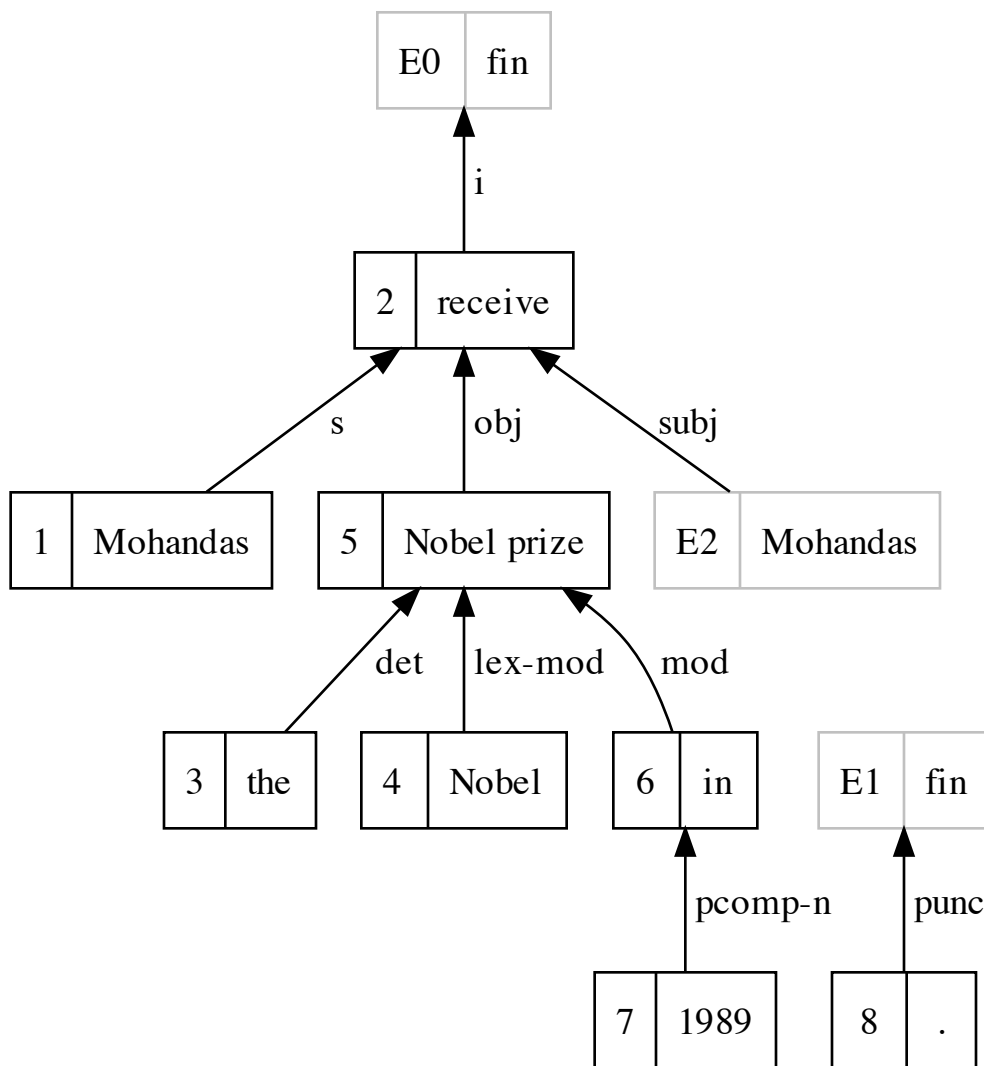 E0 fin
i
2 receive
s obj subj
1 Mohandas 5 Nobel prize E2 Mohandas
det lex-mod mod
3 the 4 Nobel 6 in E1 fin
pcomp-n punc
7 1989 8 .